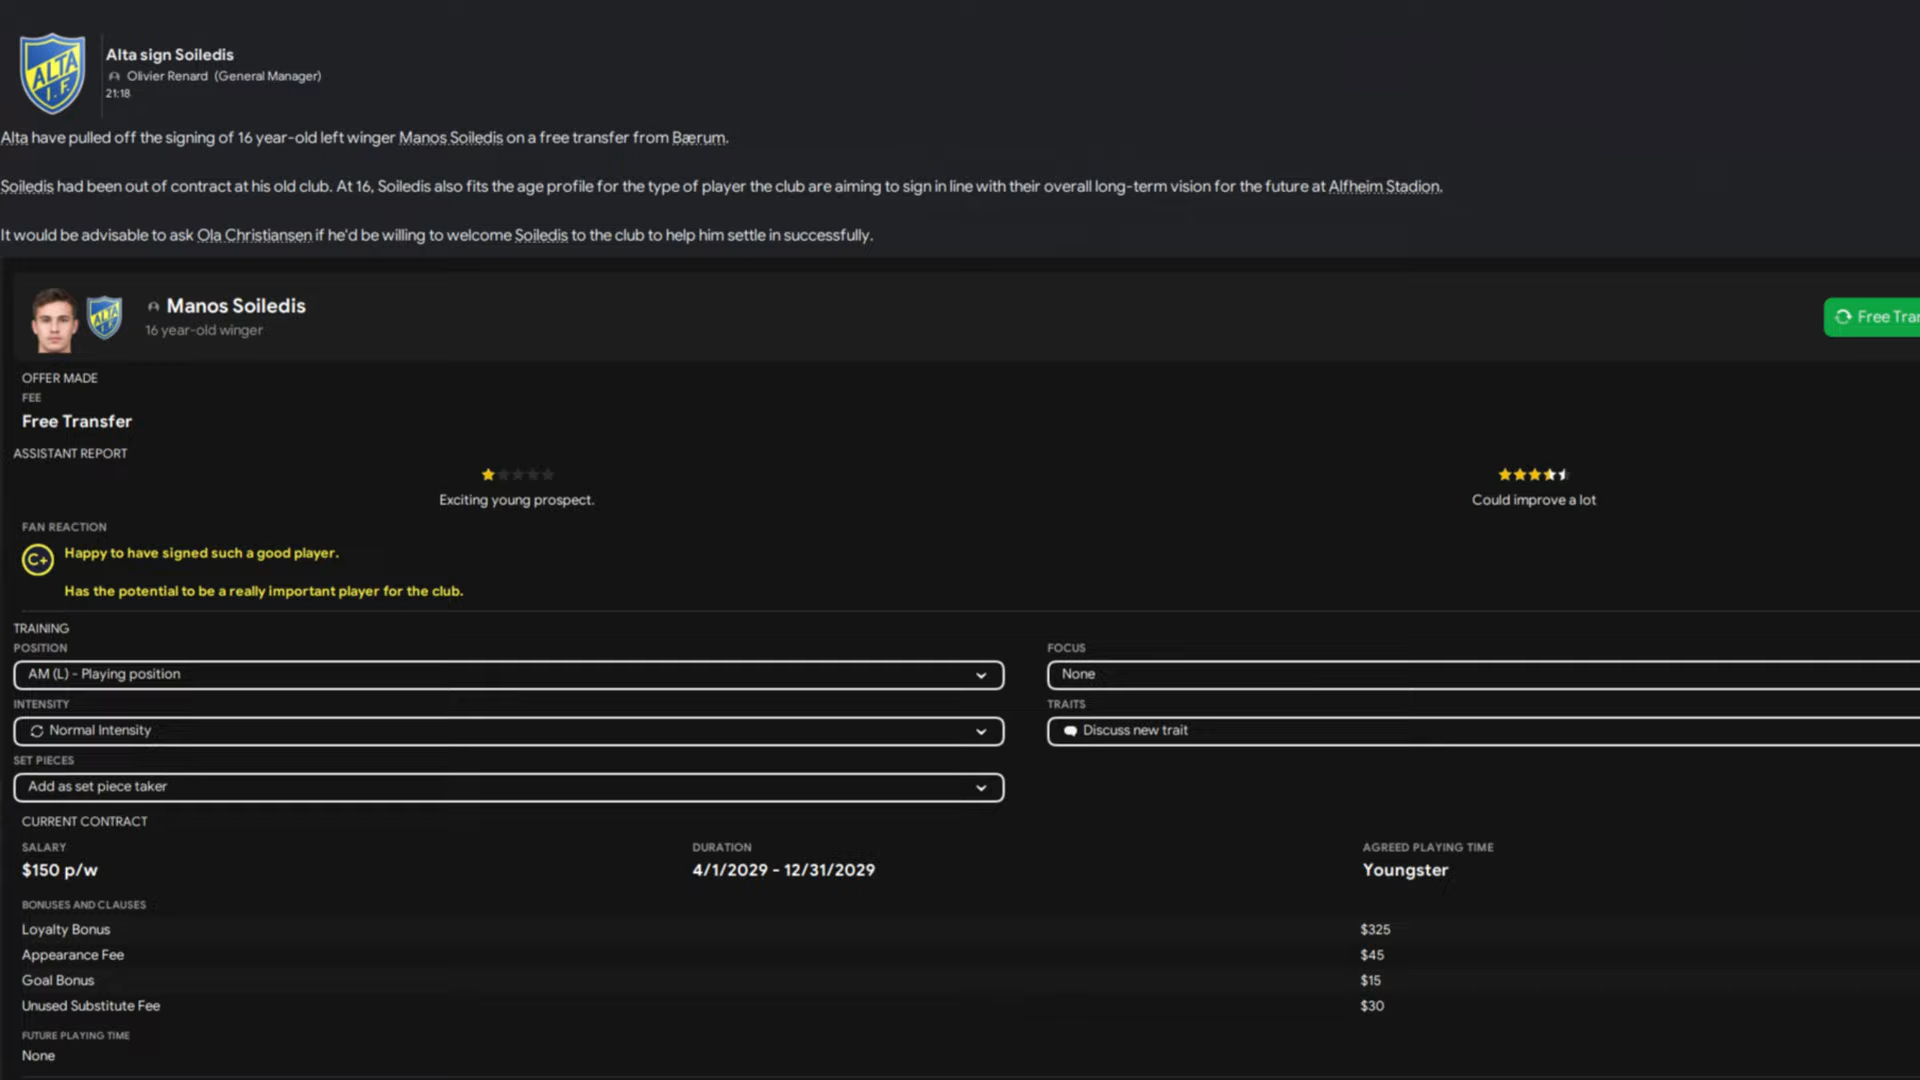 ALTA
I.F.
Alta sign Soiledis
Olivier Renard (General Manager)
21:18
Alta have pulled off the signing of 16 year-old left winger Manos Soiledis on a free transfer from Bærum.
Soiledis had been out of contract at his old club. At 16, Soiledis also fits the age profile for the type of player the club are aiming to sign in line with their overall long-term vision for the future at Alfheim Stadion.
It would be advisable to ask Ola Christiansen if he'd be willing to welcome Soiledis to the club to help him settle in successfully.
ALTA
Manos Soiledis
16 year-old winger
Free Tran
OFFER MADE
FEE
Free Transfer
ASSISTANT REPORT
Exciting young prospect.
Could improve a lot
FAN REACTION
C+
Happy to have signed such a good player.
Has the potential to be a really important player for the club.
TRAINING
POSITION
FOCUS
AM (L) - Playing position
None
INTENSITY
TRAITS
Normal Intensity
Discuss new trait
SET PIECES
Add as set piece taker
CURRENT CONTRACT
SALARY
DURATION
AGREED PLAYING TIME
$150 p/w
4/1/2029 - 12/31/2029
Youngster
BONUSES AND CLAUSES
Loyalty Bonus
$325
Appearance Fee
$45
Goal Bonus
$15
Unused Substitute Fee
$30
FUTURE PLAYING TIME
None